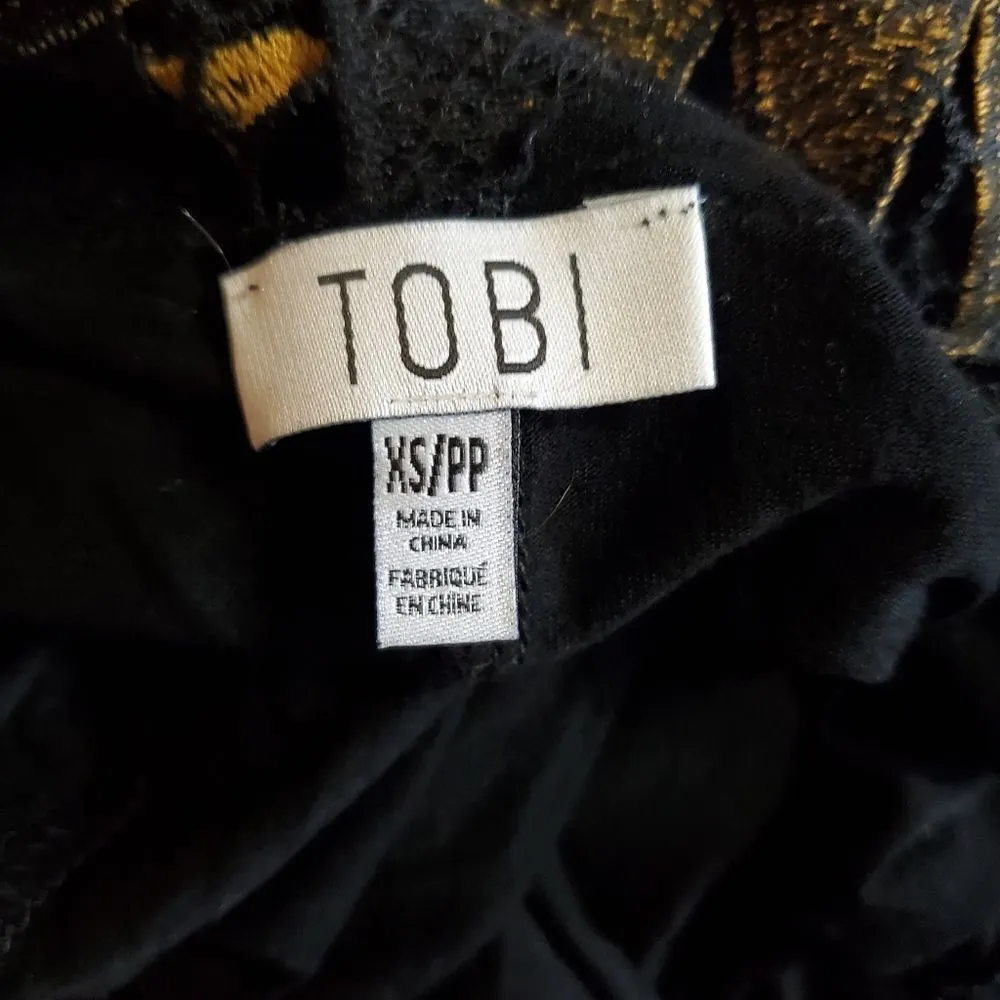 TOBI
XS/PP
MADE IN
CHINA
FABRIQUÉ
EN CHINE